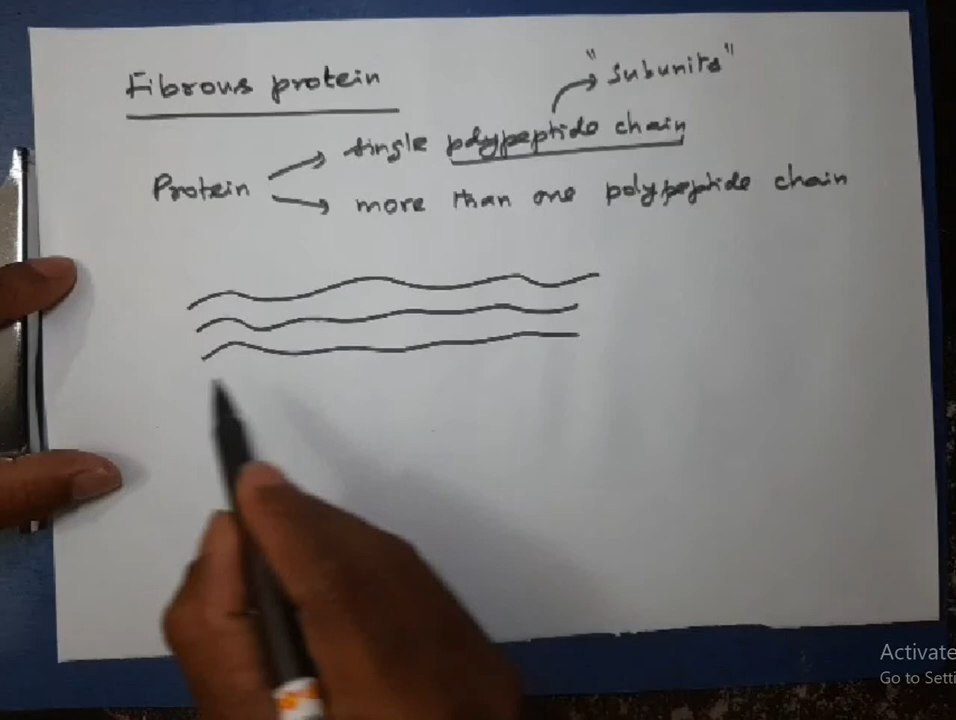 Fibrous protein
"subunits"
single polypeptide chain
Protein
more than one polypeptide chain
Activate
Go to Setti